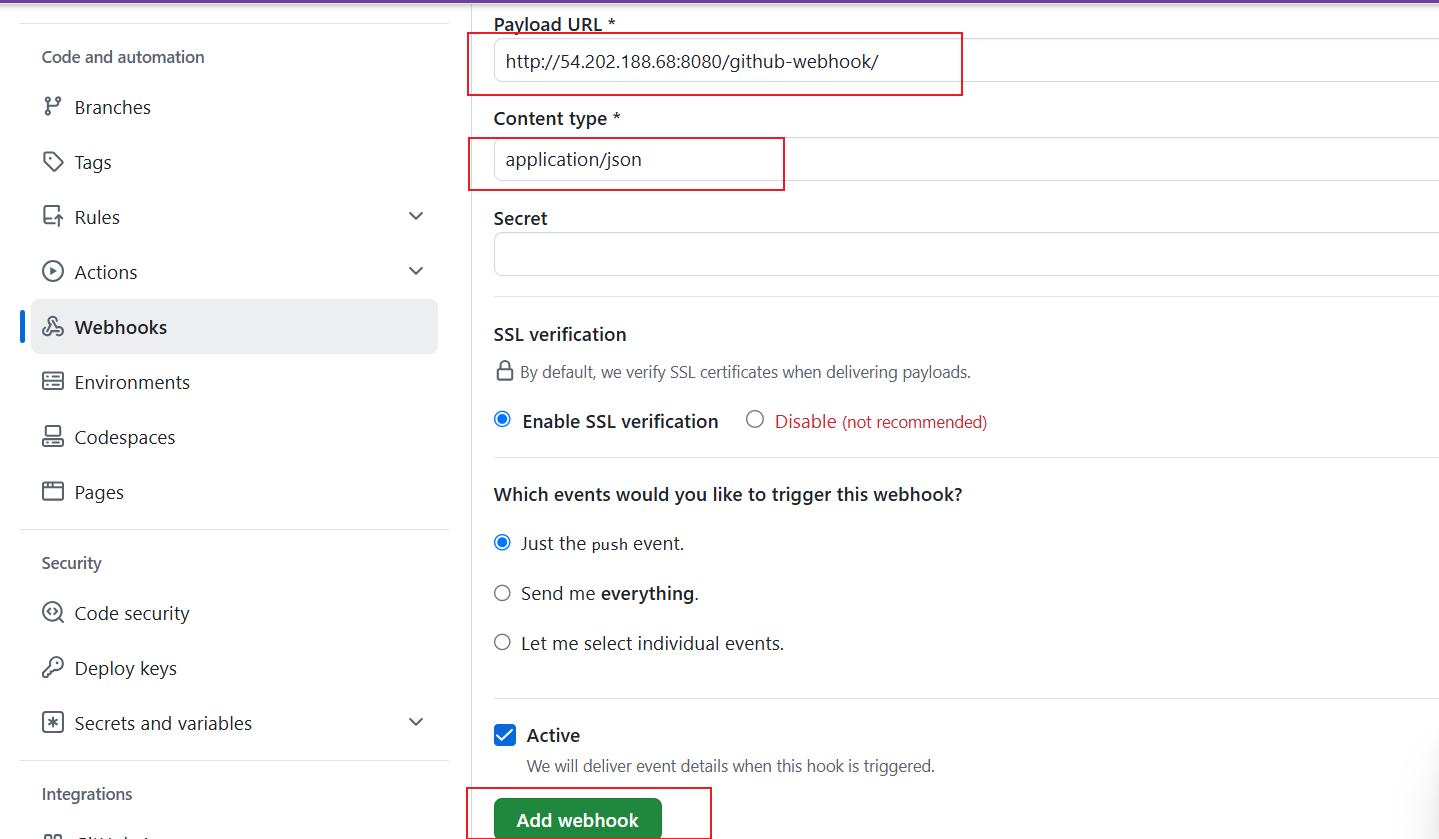 Code and automation
Branches
Tags
Rules
Actions
Webhooks
Environments
Codespaces
Pages
Security
Code security
Deploy keys
Secrets and variables
Integrations
Payload URL *
http://54.202.188.68:8080/github-webhook/
Content type *
application/json
Secret
SSL verification
By default, we verify SSL certificates when delivering payloads.
Enable SSL verification
Disable (not recommended)
Which events would you like to trigger this webhook?
Just the push event.
Send me everything.
Let me select individual events.
Active
We will deliver event details when this hook is triggered.
Add webhook